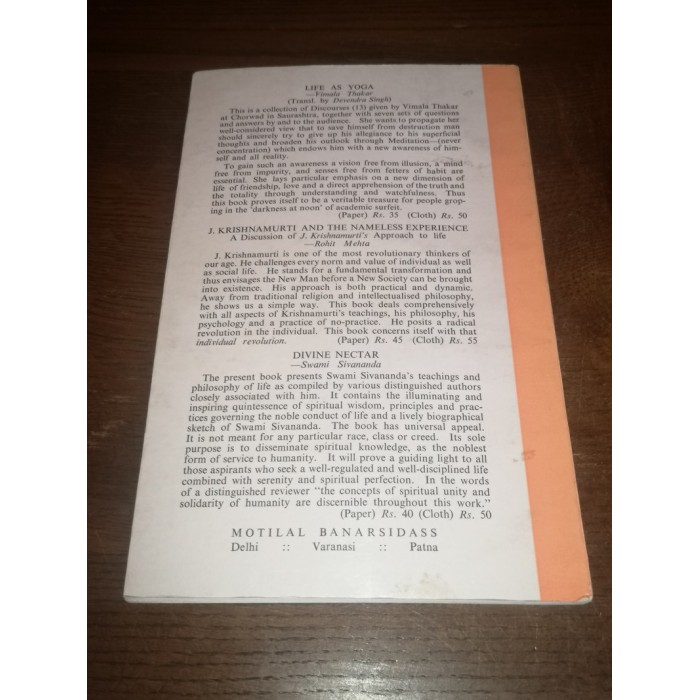 LIFE AS YOGA
—Vimala Thakar
(Transl. by Devendra Singh)
This is a collection of Discourses (13) given by Vimala Thakar
at Chorwad in Saurashtra, together with seven sets of questions
and answers by and to the audience. She wants to propagate her
well-considered view that to save himself from destruction man
should sincerely try to give up his allegiance to his superficial
thoughts and broaden his outlook through Meditation—(never
concentration) which endows him with a new awareness of him-
self and all reality.
To gain such an awareness a vision free from illusion, a mind
free from impurity, and senses free from fetters of habit are
essential. She lays particular emphasis on a new dimension of
life of friendship, love and a direct apprehension of the truth and
the totality through understanding and watchfulness. Thus
this book proves itself to be a veritable treasure for people grop-
ing in the 'darkness at noon' of academic surfeit.
(Paper) Rs. 35 (Cloth) Rs. 50
J. KRISHNAMURTI AND THE NAMELESS EXPERIENCE
A Discussion of J. Krishnamurti's Approach to life
—Rohit Mehta
J. Krishnamurti is one of the most revolutionary thinkers of
our age. He challenges every norm and value of individual as well
as social life. He stands for a fundamental transformation and
thus envisages the New Man before a New Society can be brought
into existence. His approach is both practical and dynamic.
Away from traditional religion and intellectualised philosophy,
he shows us a simple way. This book deals comprehensively
with all aspects of Krishnamurti's teachings, his philosophy, his
psychology and a practice of no-practice. He posits a radical
revolution in the individual. This book concerns itself with that
individual revolution. (Paper) Rs. 45 (Cloth) Rs. 55
DIVINE NECTAR
—Swami Sivananda
The present book presents Swami Sivananda's teachings and
philosophy of life as compiled by various distinguished authors
closely associated with him. It contains the illuminating and
inspiring quintessence of spiritual wisdom, principles and prac-
tices governing the noble conduct of life and a lively biographical
sketch of Swami Sivananda. The book has universal appeal.
It is not meant for any particular race, class or creed. Its sole
purpose is to disseminate spiritual knowledge, as the noblest
form of service to humanity. It will prove a guiding light to all
those aspirants who seek a well-regulated and well-disciplined life
combined with serenity and spiritual perfection. In the words
of a distinguished reviewer "the concepts of spiritual unity and
solidarity of humanity are discernible throughout this work."
(Paper) Rs. 40 (Cloth) Rs. 50
MOTILAL BANARSIDASS
Delhi :: Varanasi :: Patna